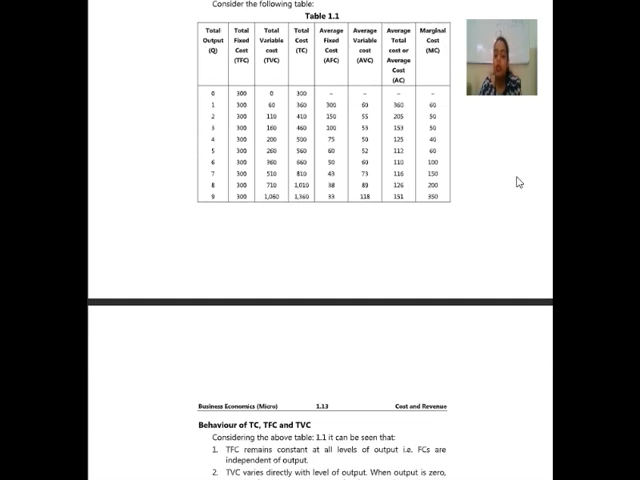 Consider the following table:
Table 1.1
Total Output (Q) Total Fixed Cost (TFC) Total Variable cost (TVC) Total Cost (TC) Average Fixed Cost (AFC) Average Variable cost (AVC) Average Total cost or Average Cost (AC) Marginal Cost (MC)
0 300 0 300 – – – –
1 300 60 360 300 60 360 60
2 300 110 410 150 55 205 50
3 300 160 460 100 53 153 50
4 300 200 500 75 50 125 40
5 300 260 560 60 52 112 60
6 300 360 660 50 60 110 100
7 300 510 810 43 73 116 150
8 300 710 1,010 38 89 126 200
9 300 1,060 1,360 33 118 151 350
Business Economics (Micro) 1.13 Cost and Revenue
Behaviour of TC, TFC and TVC
Considering the above table: 1.1 it can be seen that:
1. TFC remains constant at all levels of output i.e. FCs are
independent of output.
2. TVC varies directly with level of output. When output is zero,